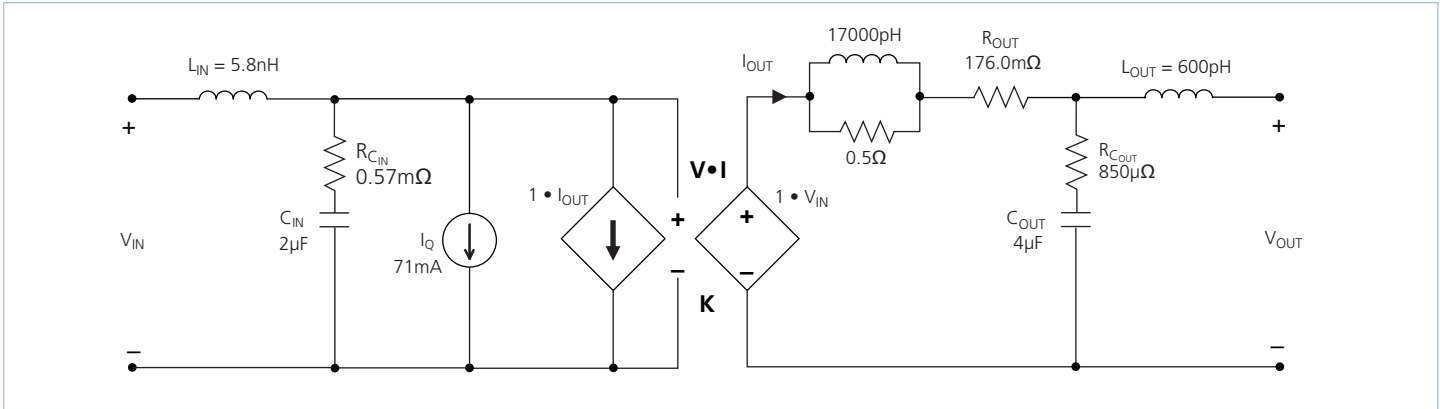 L_IN = 5.8nH
+
R_C_IN
0.57mΩ
C_IN
2µF
V_IN
I_Q
71mA
1 • I_OUT
V•I
+
−
K
+
−
1 • V_IN
I_OUT
17000pH
0.5Ω
R_OUT
176.0mΩ
L_OUT = 600pH
+
R_C_OUT
850µΩ
C_OUT
4µF
V_OUT
−
−